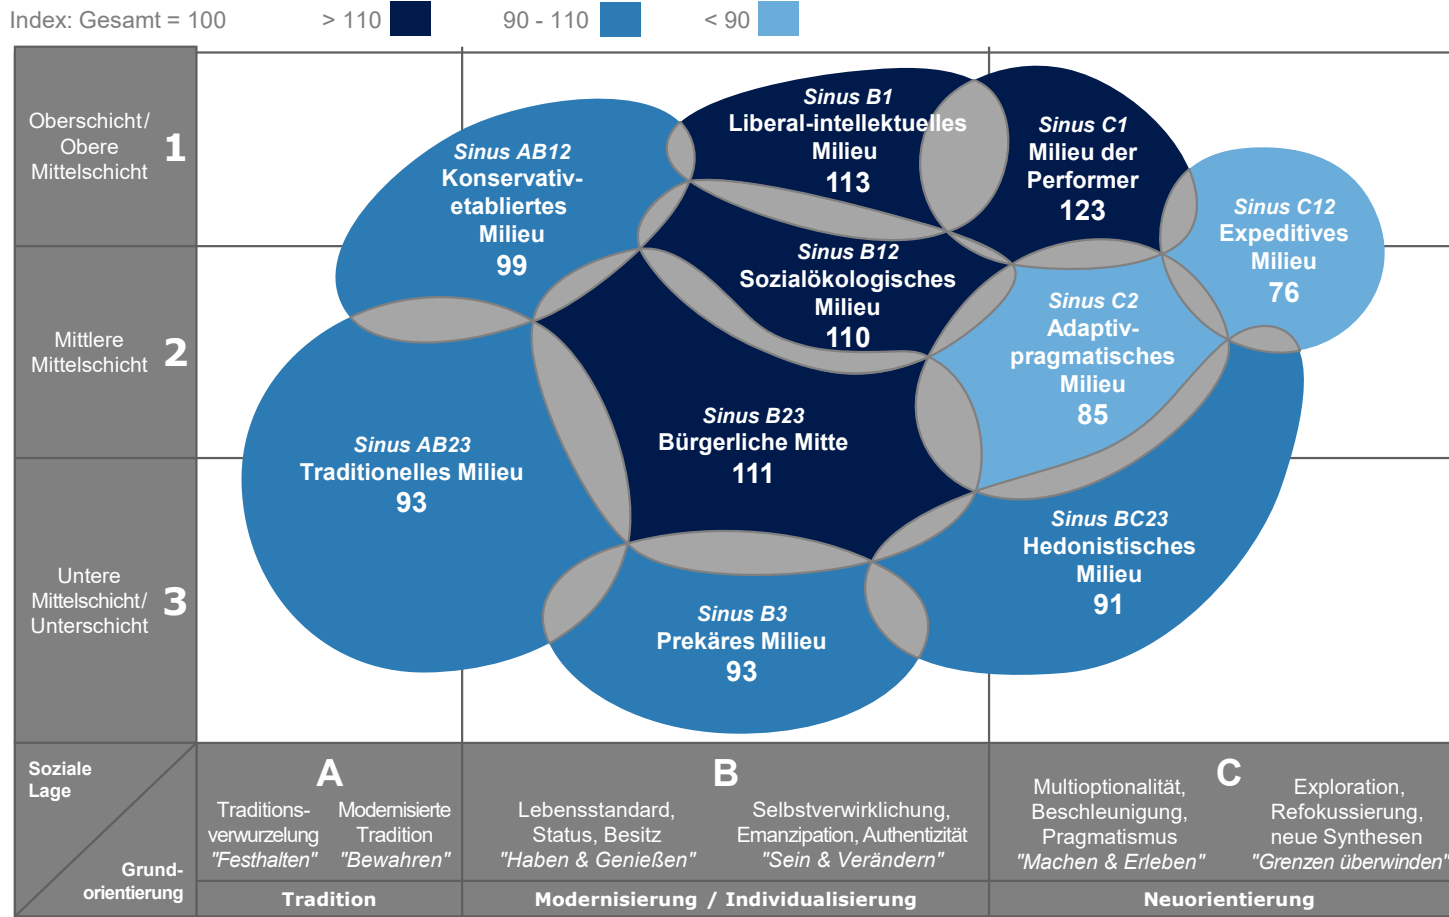 Index: Gesamt = 100 > 110 90 - 110 < 90
Oberschicht/
Obere
Mittelschicht
1
Mittlere
Mittelschicht
2
Untere
Mittelschicht/
Unterschicht
3
Sinus AB12
Konservativ-
etabliertes
Milieu
99
Sinus B1
Liberal-intellektuelles
Milieu
113
Sinus C1
Milieu der
Performer
123
Sinus C12
Expeditives
Milieu
76
Sinus B12
Sozialökologisches
Milieu
110
Sinus C2
Adaptiv-
pragmatisches
Milieu
85
Sinus AB23
Traditionelles Milieu
93
Sinus B23
Bürgerliche Mitte
111
Sinus BC23
Hedonistisches
Milieu
91
Sinus B3
Prekäres Milieu
93
Soziale
Lage
Grund-
orientierung
A
Traditions-
verwurzelung
"Festhalten"
Modernisierte
Tradition
"Bewahren"
Tradition
B
Lebensstandard,
Status, Besitz
"Haben & Genießen"
Selbstverwirklichung,
Emanzipation, Authentizität
"Sein & Verändern"
Modernisierung / Individualisierung
C
Multioptionalität,
Beschleunigung,
Pragmatismus
"Machen & Erleben"
Exploration,
Refokussierung,
neue Synthesen
"Grenzen überwinden"
Neuorientierung